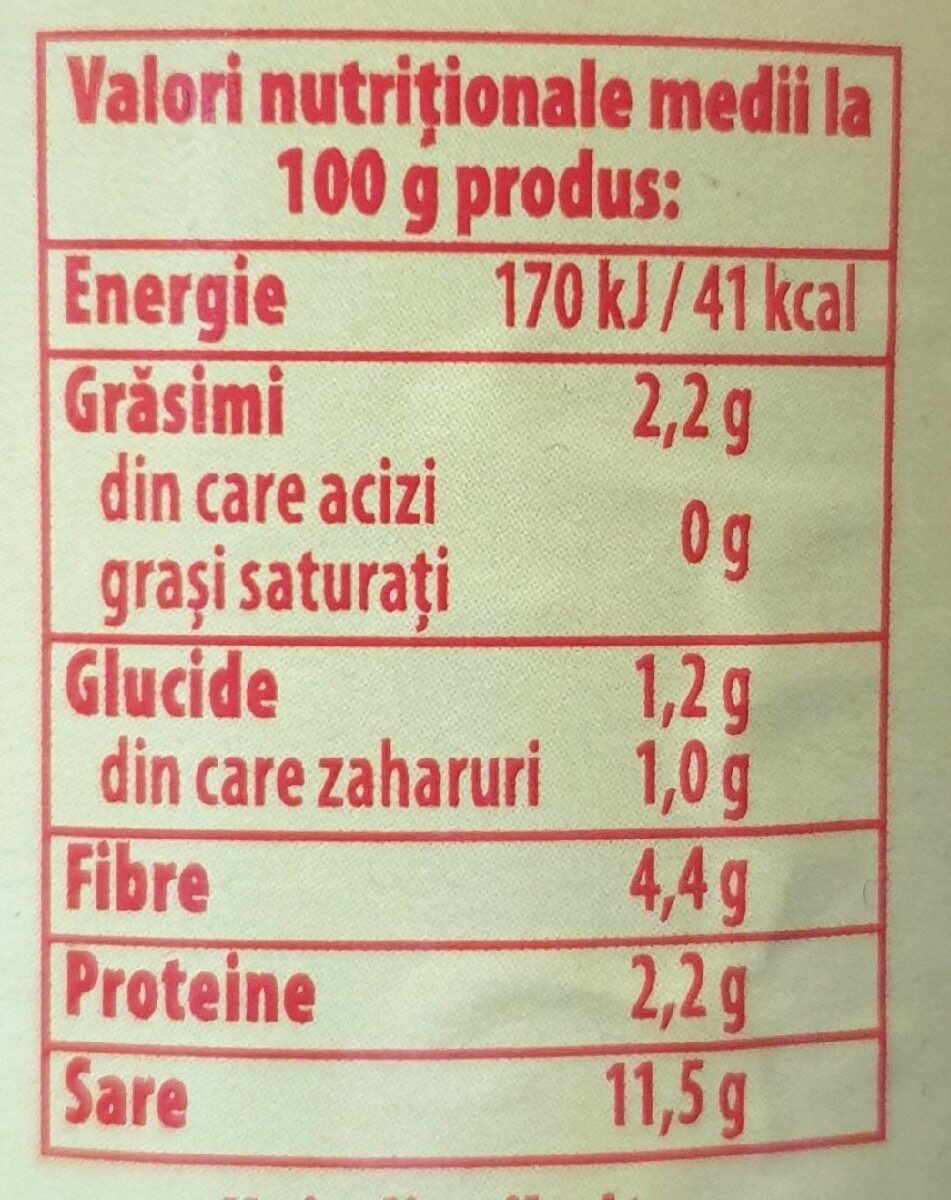 Valori nutriționale medii la
100 g produs:
Energie 170 kJ / 41 kcal
Grăsimi 2,2 g
din care acizi
grași saturați 0 g
Glucide 1,2 g
din care zaharuri 1,0 g
Fibre 4,4 g
Proteine 2,2 g
Sare 11,5 g